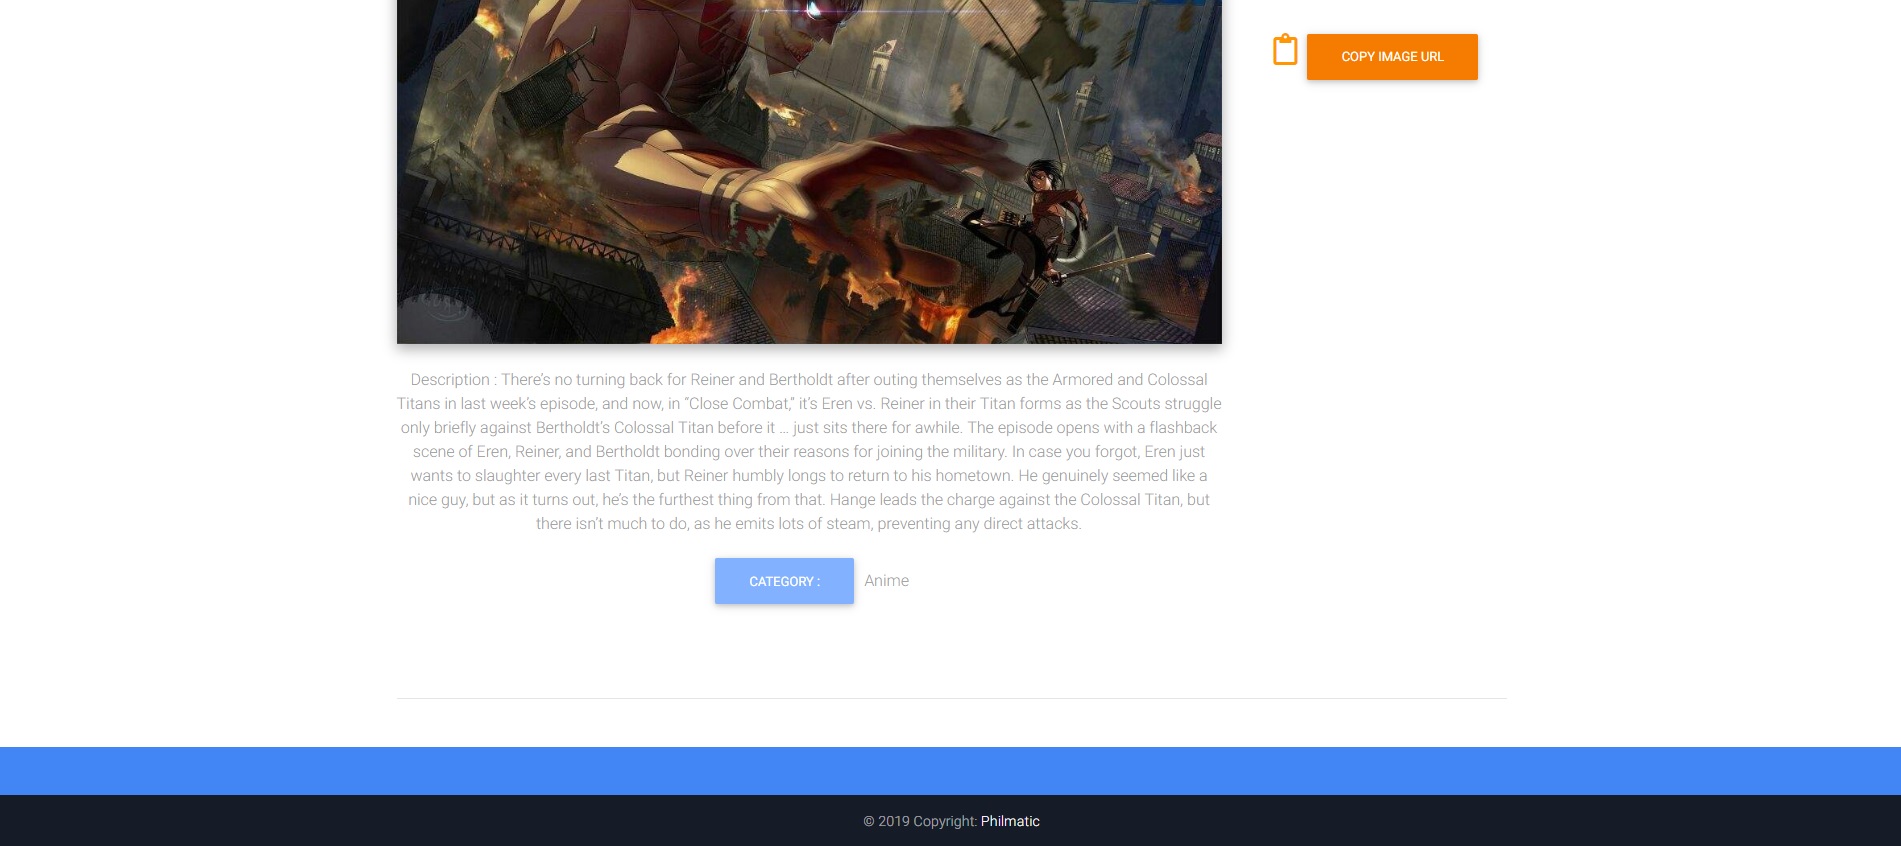 COPY IMAGE URL
Description : There's no turning back for Reiner and Bertholdt after outing themselves as the Armored and Colossal
Titans in last week's episode, and now, in “Close Combat,” it's Eren vs. Reiner in their Titan forms as the Scouts struggle
only briefly against Bertholdt's Colossal Titan before it … just sits there for awhile. The episode opens with a flashback
scene of Eren, Reiner, and Bertholdt bonding over their reasons for joining the military. In case you forgot, Eren just
wants to slaughter every last Titan, but Reiner humbly longs to return to his hometown. He genuinely seemed like a
nice guy, but as it turns out, he's the furthest thing from that. Hange leads the charge against the Colossal Titan, but
there isn't much to do, as he emits lots of steam, preventing any direct attacks.
CATEGORY : Anime
© 2019 Copyright: Philmatic